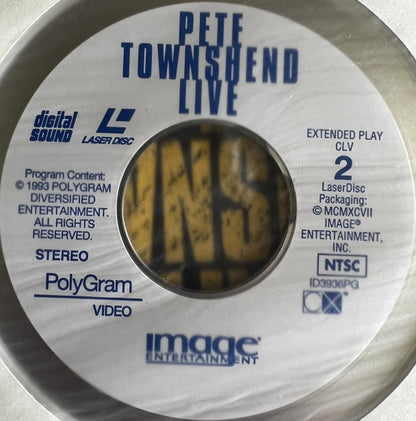 PETE
TOWNSHEND
LIVE
digital
SOUND
LASER DISC
Program Content:
© 1993 POLYGRAM
DIVERSIFIED
ENTERTAINMENT.
ALL RIGHTS
RESERVED.
STEREO
PolyGram
VIDEO
EXTENDED PLAY
CLV
2
LaserDisc
Packaging:
© MCMXCVII
IMAGE®
ENTERTAINMENT,
INC.
NTSC
ID3936PG
WNS
image
ENTERTAINMENT